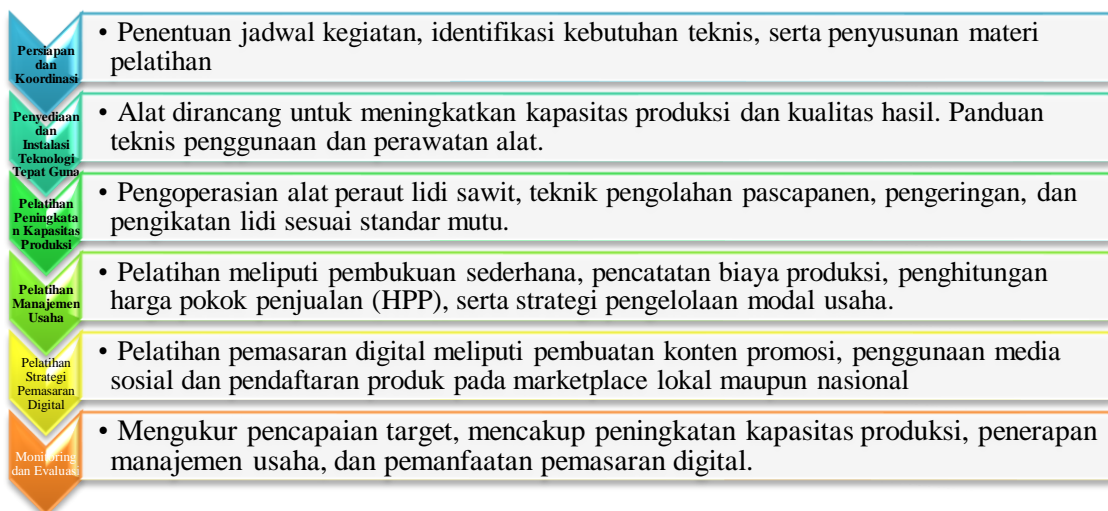 Persiapan
dan
Koordinasi
• Penentuan jadwal kegiatan, identifikasi kebutuhan teknis, serta penyusunan materi
pelatihan
Penyediaan
dan
Instalasi
Teknologi
Tepat Guna
• Alat dirancang untuk meningkatkan kapasitas produksi dan kualitas hasil. Panduan
teknis penggunaan dan perawatan alat.
Pelatihan
Peningkata
n Kapasitas
Produksi
• Pengoperasian alat peraut lidi sawit, teknik pengolahan pascapanen, pengeringan, dan
pengikatan lidi sesuai standar mutu.
Pelatihan
Manajemen
Usaha
• Pelatihan meliputi pembukuan sederhana, pencatatan biaya produksi, penghitungan
harga pokok penjualan (HPP), serta strategi pengelolaan modal usaha.
Pelatihan
Strategi
Pemasaran
Digital
• Pelatihan pemasaran digital meliputi pembuatan konten promosi, penggunaan media
sosial dan pendaftaran produk pada marketplace lokal maupun nasional
Monitoring
dan Evaluasi
• Mengukur pencapaian target, mencakup peningkatan kapasitas produksi, penerapan
manajemen usaha, dan pemanfaatan pemasaran digital.